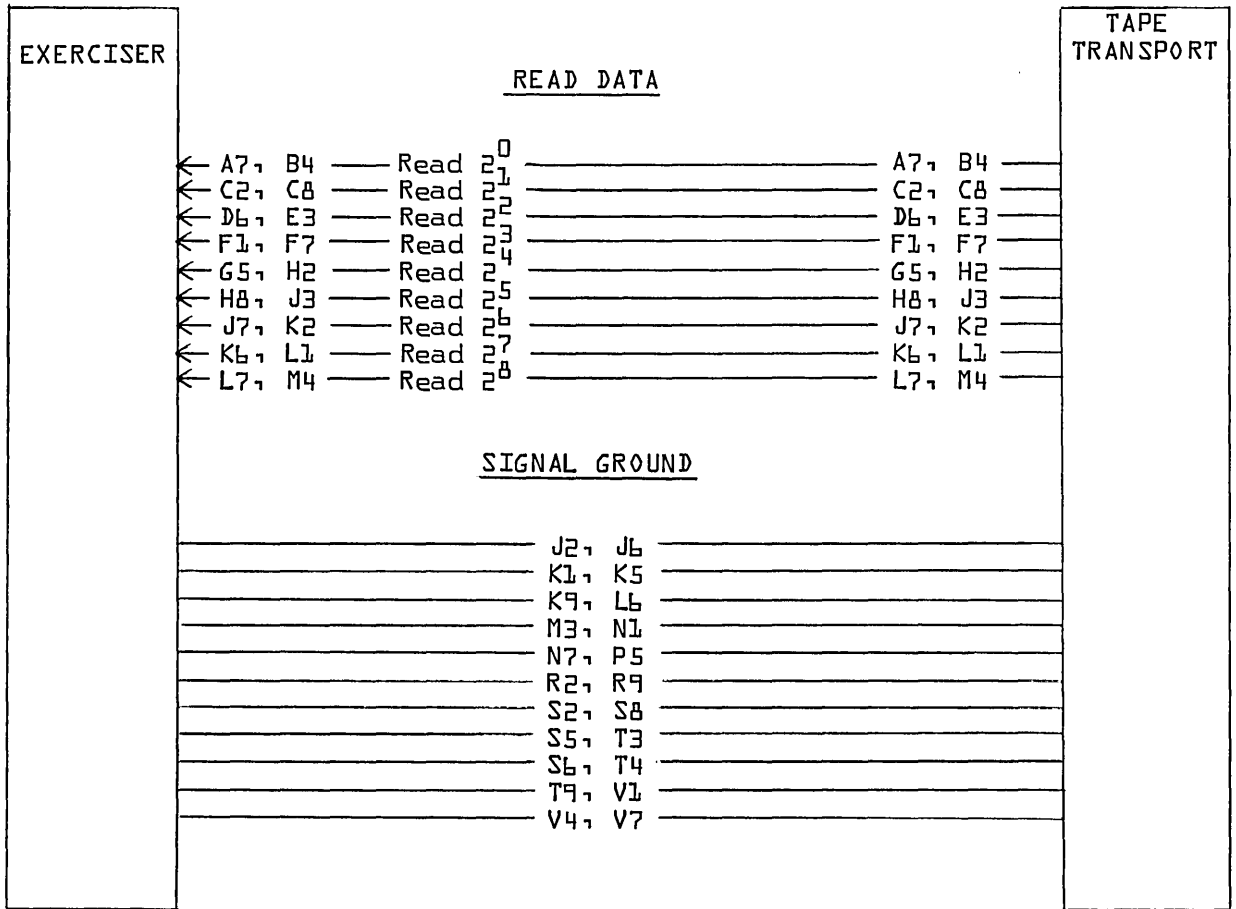 EXERCISER
TAPE
TRANSPORT
READ DATA
A7, B4 Read 2^0 A7, B4
C2, C8 Read 2^1 C2, C8
D6, E3 Read 2^2 D6, E3
F1, F7 Read 2^3 F1, F7
G5, H2 Read 2^4 G5, H2
H8, J3 Read 2^5 H8, J3
J7, K2 Read 2^6 J7, K2
K6, L1 Read 2^7 K6, L1
L7, M4 Read 2^8 L7, M4
SIGNAL GROUND
J2, J6
K1, K5
K9, L6
M3, N1
N7, P5
R2, R9
S2, S8
S5, T3
S6, T4
T9, V1
V4, V7